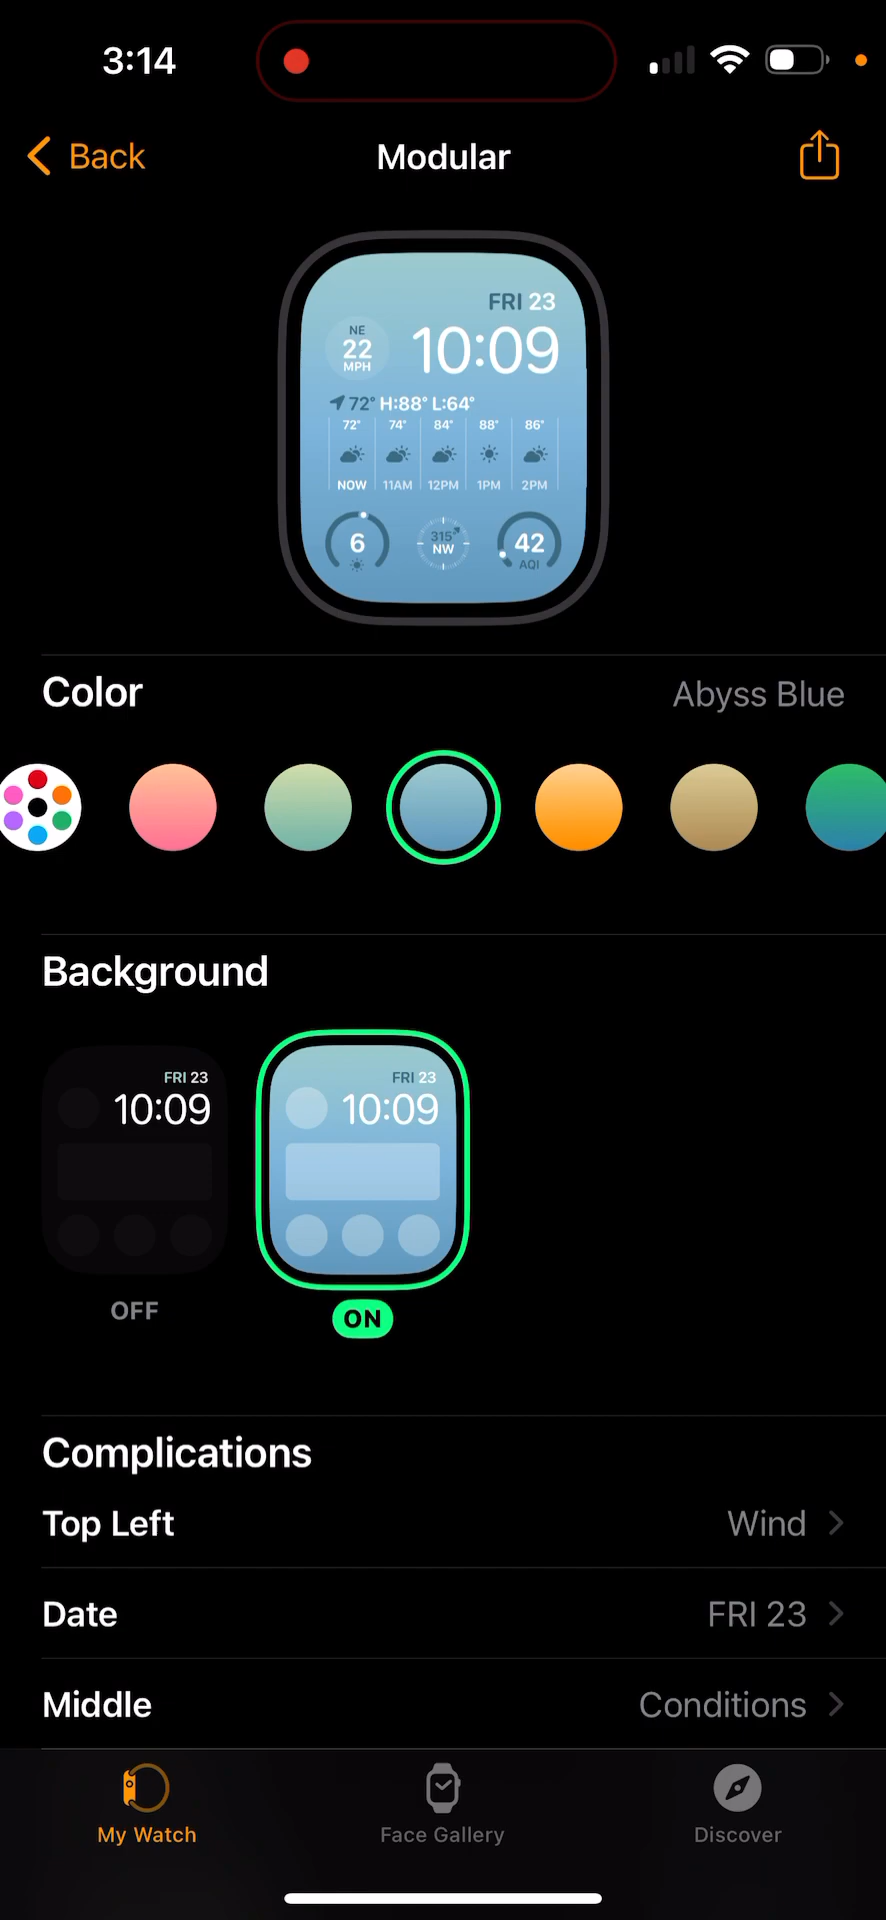 3:14
Back
Modular
FRI 23
NE
22
MPH
10:09
72° H:88° L:64°
72° 74° 84° 88° 86°
NOW 11AM 12PM 1PM 2PM
6
315°
NW
42
AQI
Color
Abyss Blue
Background
FRI 23
10:09
FRI 23
10:09
OFF
ON
Complications
Top Left
Wind
Date
FRI 23
Middle
Conditions
My Watch
Face Gallery
Discover